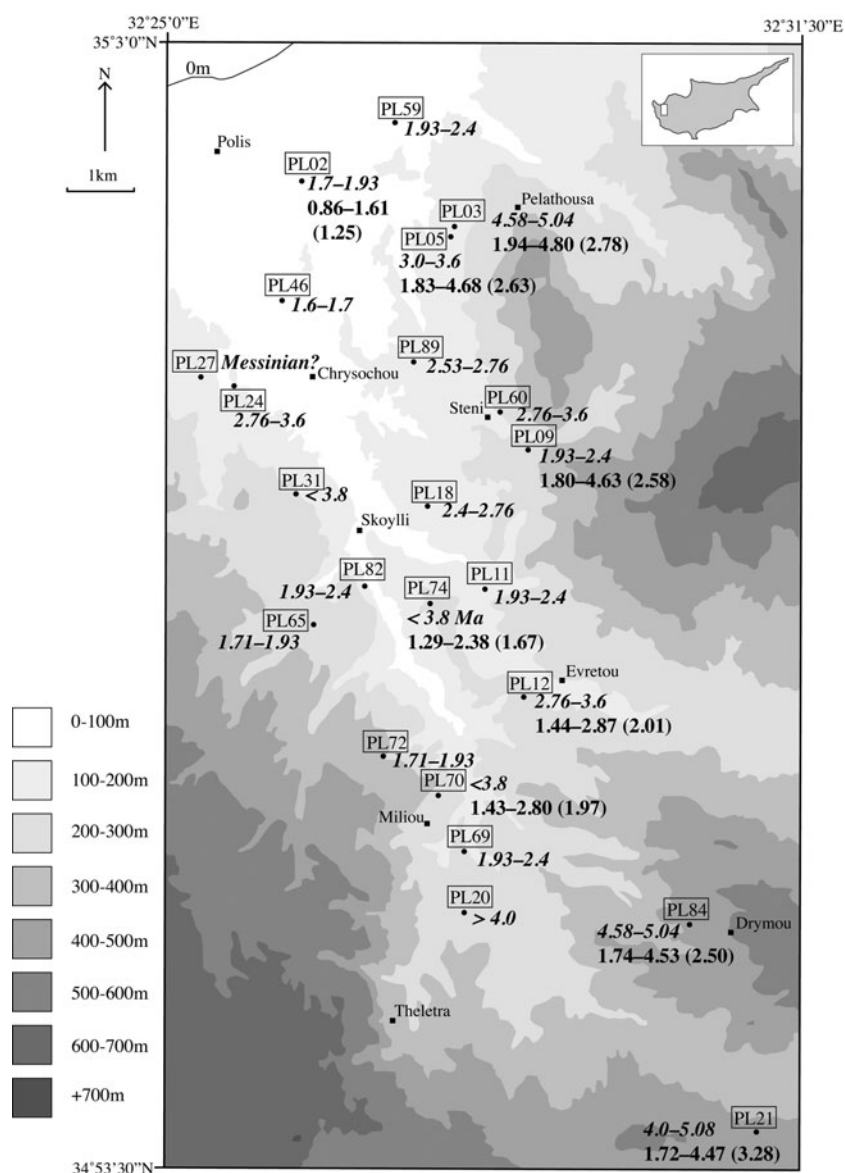 32˚25'0"E
32˚31'30"E
35˚3'0"N
0m
N
1km
Polis
PL59
1.93–2.4
PL02
1.7–1.93
0.86–1.61
(1.25)
Pelathousa
PL03
4.58–5.04
PL05
1.94–4.80 (2.78)
3.0–3.6
1.83–4.68 (2.63)
PL46
1.6–1.7
PL27 Messinian?
Chrysochou
PL89
2.53–2.76
PL24
2.76–3.6
PL60
Steni
2.76–3.6
PL09
1.93–2.4
1.80–4.63 (2.58)
PL31
< 3.8
PL18
2.4–2.76
Skoylli
PL82
1.93–2.4
PL11
1.93–2.4
PL74
< 3.8 Ma
1.29–2.38 (1.67)
PL65
1.71–1.93
Evretou
PL12
2.76–3.6
1.44–2.87 (2.01)
PL72
1.71–1.93
PL70 <3.8
1.43–2.80 (1.97)
Miliou
PL69
1.93–2.4
PL20
> 4.0
PL84
4.58–5.04
Drymou
1.74–4.53 (2.50)
Theletra
PL21
4.0–5.08
1.72–4.47 (3.28)
0-100m
100-200m
200-300m
300-400m
400-500m
500-600m
600-700m
+700m
34˚53'30"N